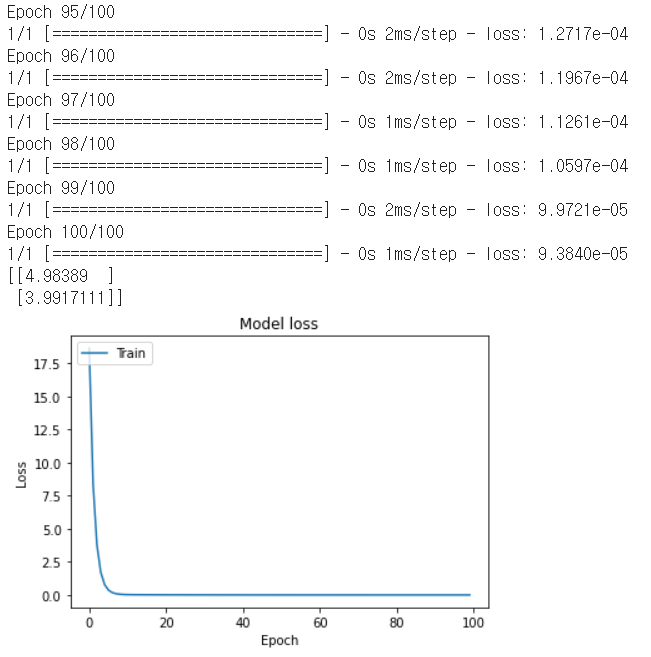 Epoch 95/100
1/1 [==============================] - 0s 2ms/step - loss: 1.2717e-04
Epoch 96/100
1/1 [==============================] - 0s 2ms/step - loss: 1.1967e-04
Epoch 97/100
1/1 [==============================] - 0s 1ms/step - loss: 1.1261e-04
Epoch 98/100
1/1 [==============================] - 0s 1ms/step - loss: 1.0597e-04
Epoch 99/100
1/1 [==============================] - 0s 2ms/step - loss: 9.9721e-05
Epoch 100/100
1/1 [==============================] - 0s 1ms/step - loss: 9.3840e-05
[[4.98389  ]
 [3.9917111]]
Model loss
Train
17.5
15.0
12.5
10.0
7.5
5.0
2.5
0.0
Loss
0 20 40 60 80 100
Epoch